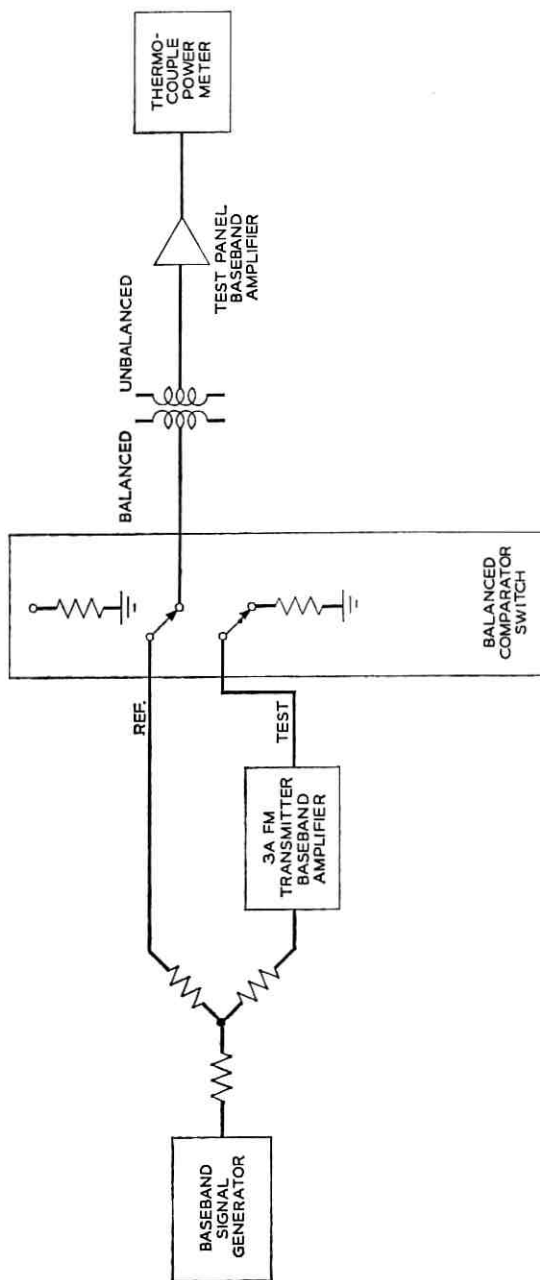 BASEBAND
SIGNAL
GENERATOR
REF.
3A FM
TRANSMITTER
BASEBAND
AMPLIFIER
TEST
BALANCED
COMPARATOR
SWITCH
BALANCED
UNBALANCED
TEST PANEL
BASEBAND
AMPLIFIER
THERMO-
COUPLE
POWER
METER